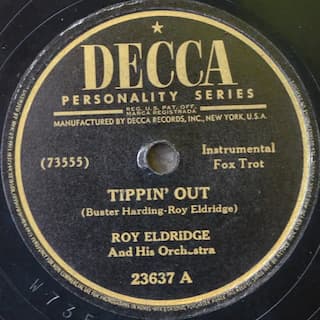 DECCA
PERSONALITY SERIES
REG. U.S. PAT. OFF.
MARCA REGISTRADA
MANUFACTURED BY DECCA RECORDS, INC., NEW YORK, U.S.A.
(73555)
Instrumental
Fox Trot
TIPPIN' OUT
(Buster Harding-Roy Eldridge)
ROY ELDRIDGE
And His Orchestra
23637 A
W73